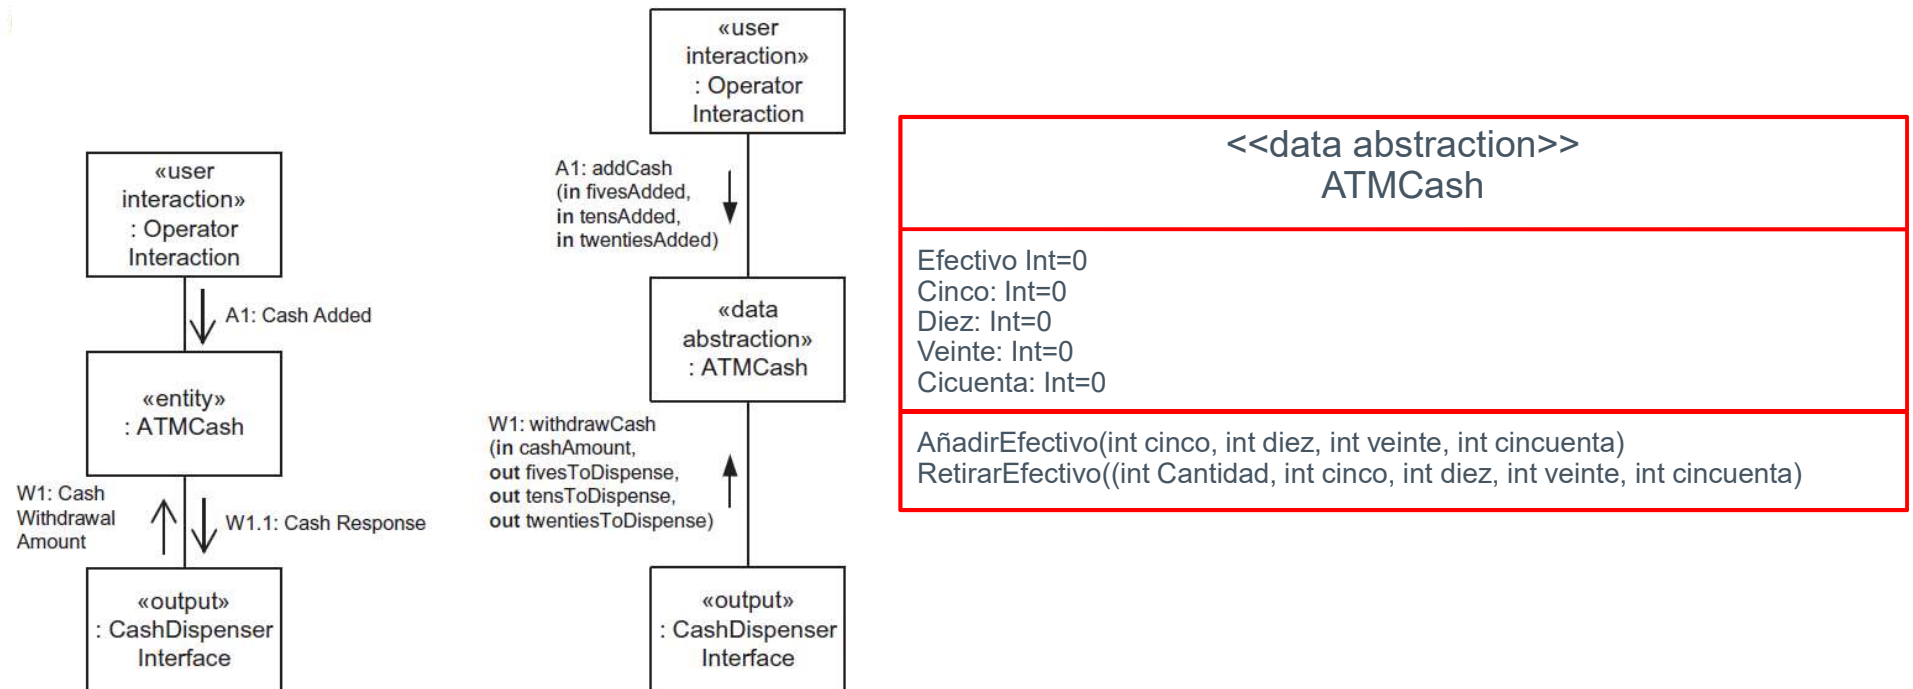 «user
interaction»
: Operator
Interaction
A1: Cash Added
«entity»
: ATMCash
W1: Cash
Withdrawal
Amount
W1.1: Cash Response
«output»
: CashDispenser
Interface
«user
interaction»
: Operator
Interaction
A1: addCash
(in fivesAdded,
in tensAdded,
in twentiesAdded)
«data
abstraction»
: ATMCash
W1: withdrawCash
(in cashAmount,
out fivesToDispense,
out tensToDispense,
out twentiesToDispense)
«output»
: CashDispenser
Interface
<<data abstraction>>
ATMCash
Efectivo Int=0
Cinco: Int=0
Diez: Int=0
Veinte: Int=0
Cicuenta: Int=0
AñadirEfectivo(int cinco, int diez, int veinte, int cincuenta)
RetirarEfectivo((int Cantidad, int cinco, int diez, int veinte, int cincuenta)